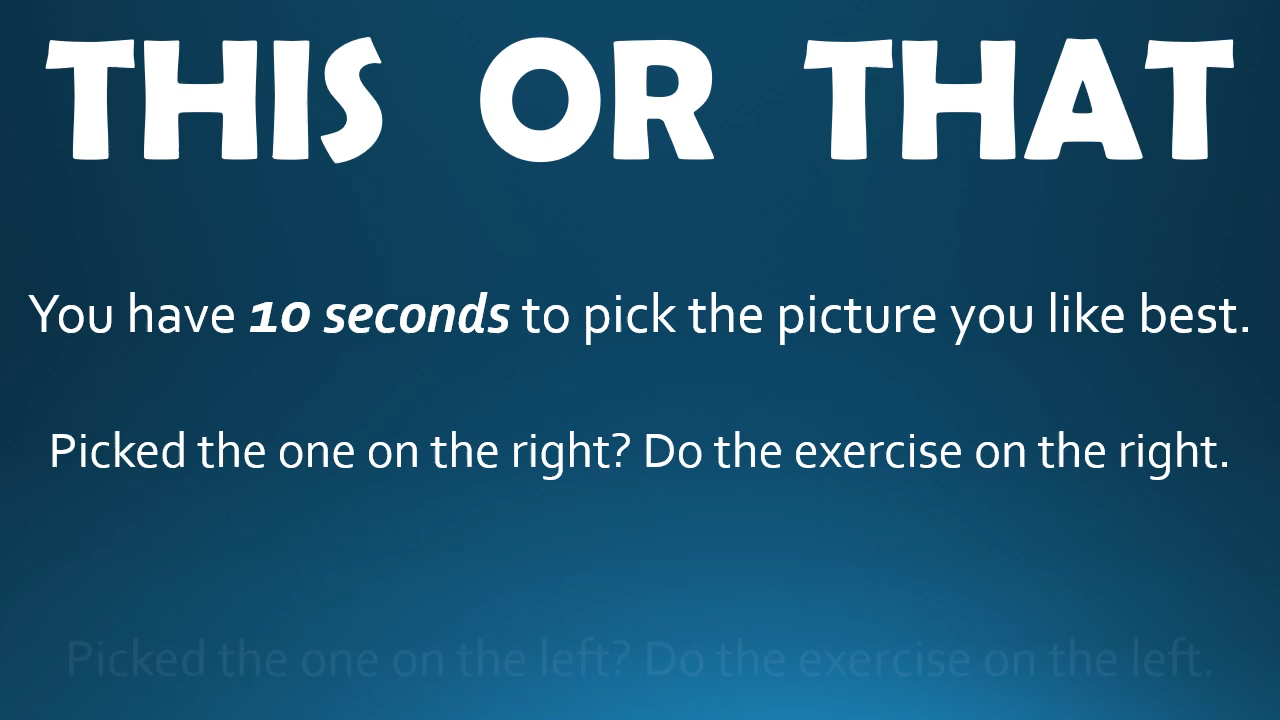 THIS OR THAT
You have 10 seconds to pick the picture you like best.
Picked the one on the right? Do the exercise on the right.
Picked the one on the left? Do the exercise on the left.